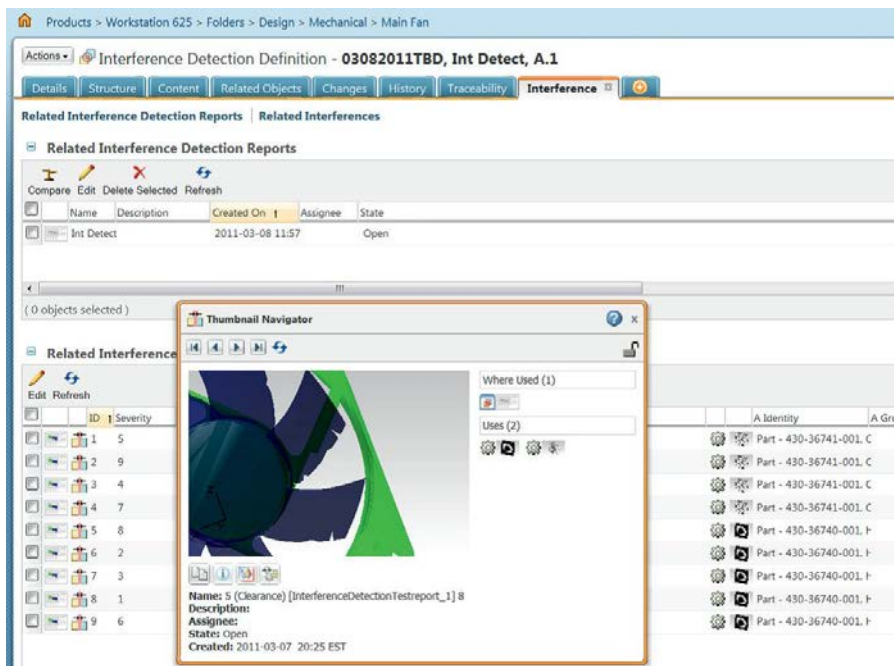 Products > Workstation 625 > Folders > Design > Mechanical > Main Fan
Actions Interference Detection Definition - 03082011TBD, Int Detect, A.1
Details Structure Content Related Objects Changes History Traceability Interference
Related Interference Detection Reports Related Interferences
Related Interference Detection Reports
Compare Edit Delete Selected Refresh
Name Description Created On Assignee State
Int Detect 2011-03-08 11:57 Open
( 0 objects selected )
Thumbnail Navigator
Related Interference
Edit Refresh
Where Used (1)
Uses (2)
ID Severity A Identity A Gr
1 5 Part - 430-36741-001, C
2 9 Part - 430-36741-001, C
3 4 Part - 430-36741-001, C
4 7 Part - 430-36741-001, C
5 8 Part - 430-36740-001, H
6 2 Part - 430-36740-001, H
7 3 Part - 430-36740-001, H
8 1 Part - 430-36740-001, H
9 6 Part - 430-36740-001, H
Name: 5 (Clearance) [InterferenceDetectionTestreport_1] 8
Description:
Assignee:
State: Open
Created: 2011-03-07 20:25 EST